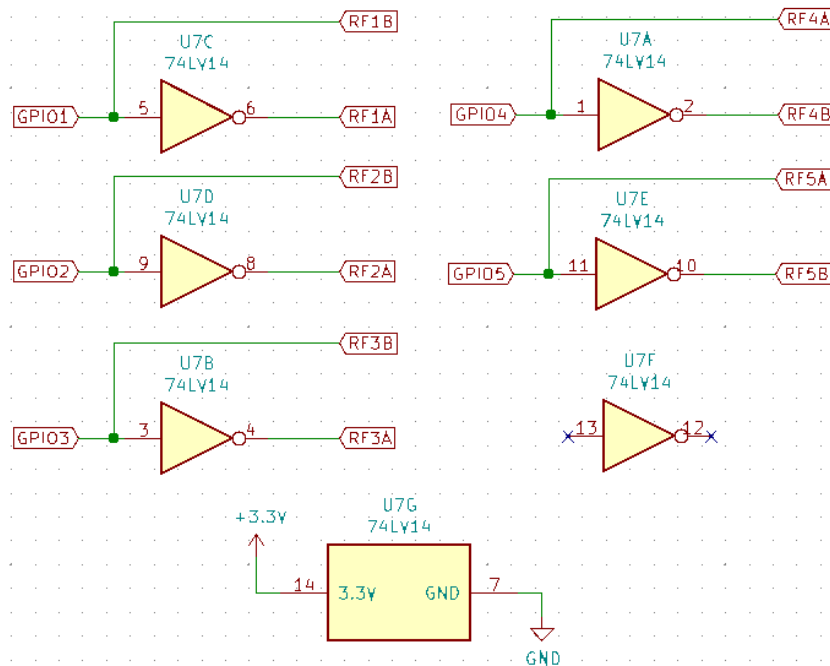 RF1B
U7C
74LV14
GPIO1
5
6
RF1A
RF4A
U7A
74LV14
GPIO4
1
2
RF4B
RF2B
U7D
74LV14
GPIO2
9
8
RF2A
RF5A
U7E
74LV14
GPIO5
11
10
RF5B
RF3B
U7B
74LV14
GPIO3
3
4
RF3A
U7F
74LV14
13
12
U7G
74LV14
+3.3V
14
3.3V
GND
7
GND